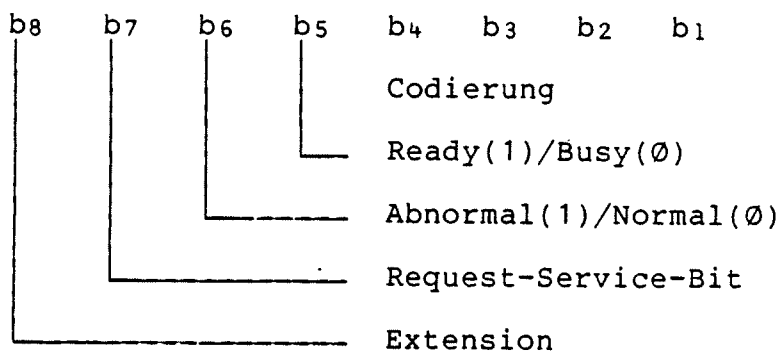 b8 b7 b6 b5 b4 b3 b2 b1
Codierung
Ready(1)/Busy(Ø)
Abnormal(1)/Normal(Ø)
Request-Service-Bit
Extension